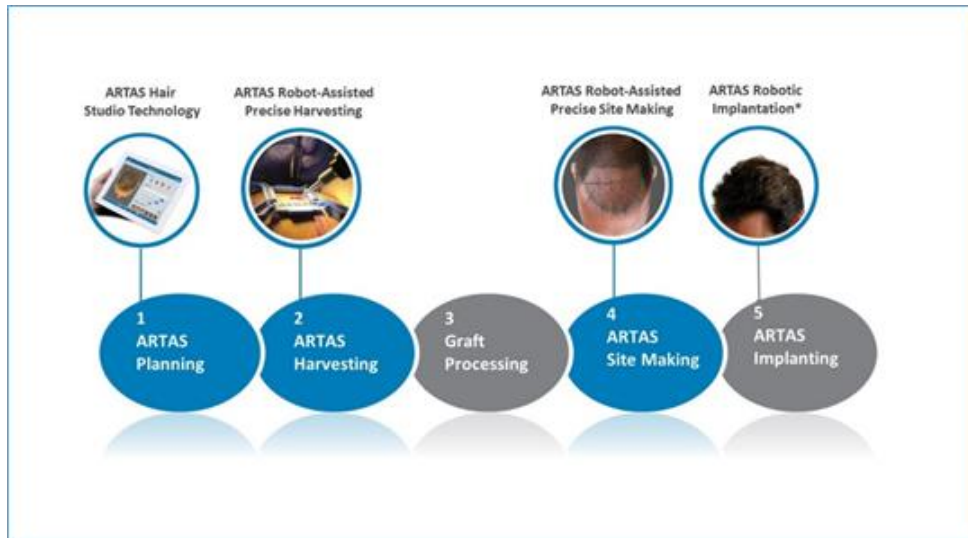 ARTAS Hair
Studio Technology
ARTAS Robot-Assisted
Precise Harvesting
ARTAS Robot-Assisted
Precise Site Making
ARTAS Robotic
Implantation*
1
ARTAS
Planning
2
ARTAS
Harvesting
3
Graft
Processing
4
ARTAS
Site Making
5
ARTAS
Implanting